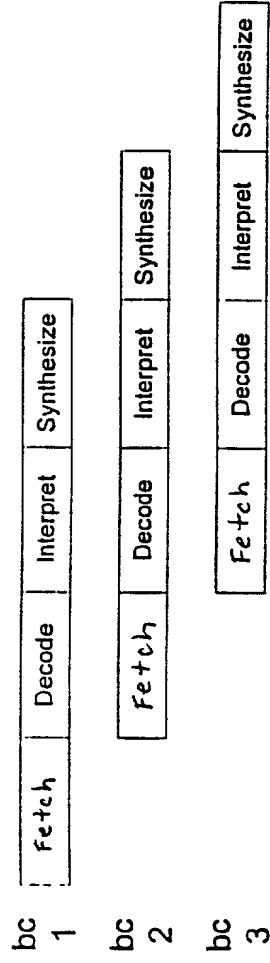 bc 1 Fetch Decode Interpret Synthesize
bc 2 Fetch Decode Interpret Synthesize
bc 3 Fetch Decode Interpret Synthesize